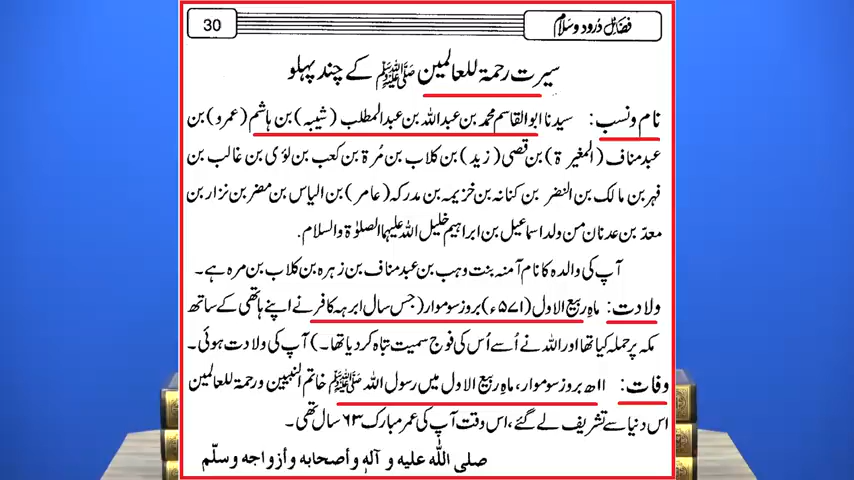 30
فضائل درود وسلام
سیرت رحمۃ للعالمین ﷺ کے چند پہلو
نام ونسب: سیدنا ابوالقاسم محمد بن عبداللہ بن عبدالمطلب (شیبہ) بن ہاشم (عمرو) بن
عبدمناف (المغیرۃ) بن قصی (زید) بن کلاب بن مُرۃ بن کعب بن لؤی بن غالب بن
فہر بن مالک بن النضر بن کنانہ بن خزیمہ بن مدرکہ (عامر) بن الیاس بن مضر بن نزار بن
معدّ بن عدنان من ولد اسماعیل بن ابراہیم خلیل اللہ علیہما الصلوٰۃ والسلام.
آپ کی والدہ کا نام آمنہ بنت وہب بن عبدمناف بن زہرہ بن کلاب بن مرہ ہے۔
ولادت: ماہِ ربیع الاول (۵۷۱ء) بروز سوموار (جس سال ابرہہ کافر نے اپنے ہاتھی کے ساتھ
مکہ پر حملہ کیا تھا اور اللہ نے اُسے اُس کی فوج سمیت تباہ کر دیا تھا۔) آپ کی ولادت ہوئی۔
وفات: ۱۱ھ بروز سوموار، ماہِ ربیع الاول میں رسول اللہ ﷺ خاتم النبیین ورحمۃ للعالمین
اس دنیا سے تشریف لے گئے، اس وقت آپ کی عمر مبارک ۶۳ سال تھی۔
صلی اللّٰہ علیہ و آلہٖ وأصحابہ وأزواجہ وسلّم